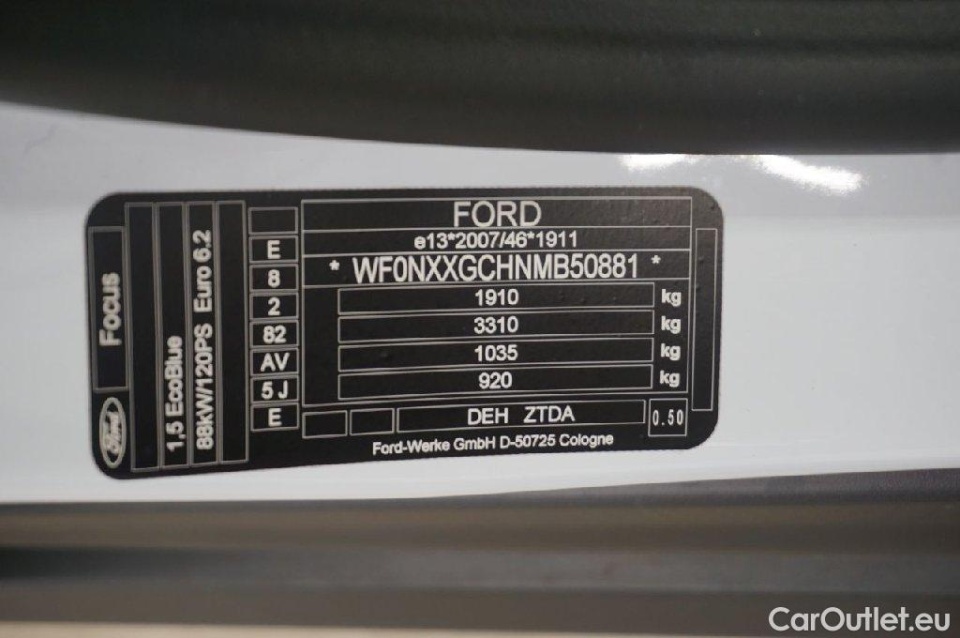 FORD
e13*2007/46*1911
* WF0NXXGCHNMB50881 *
1910 kg
3310 kg
1035 kg
920 kg
DEH ZTDA
0.50
Ford-Werke GmbH D-50725 Cologne
E
8
2
82
AV
5 J
E
Focus
Ford
1,5 EcoBlue
88kW/120PS Euro 6.2
CarOutlet.eu